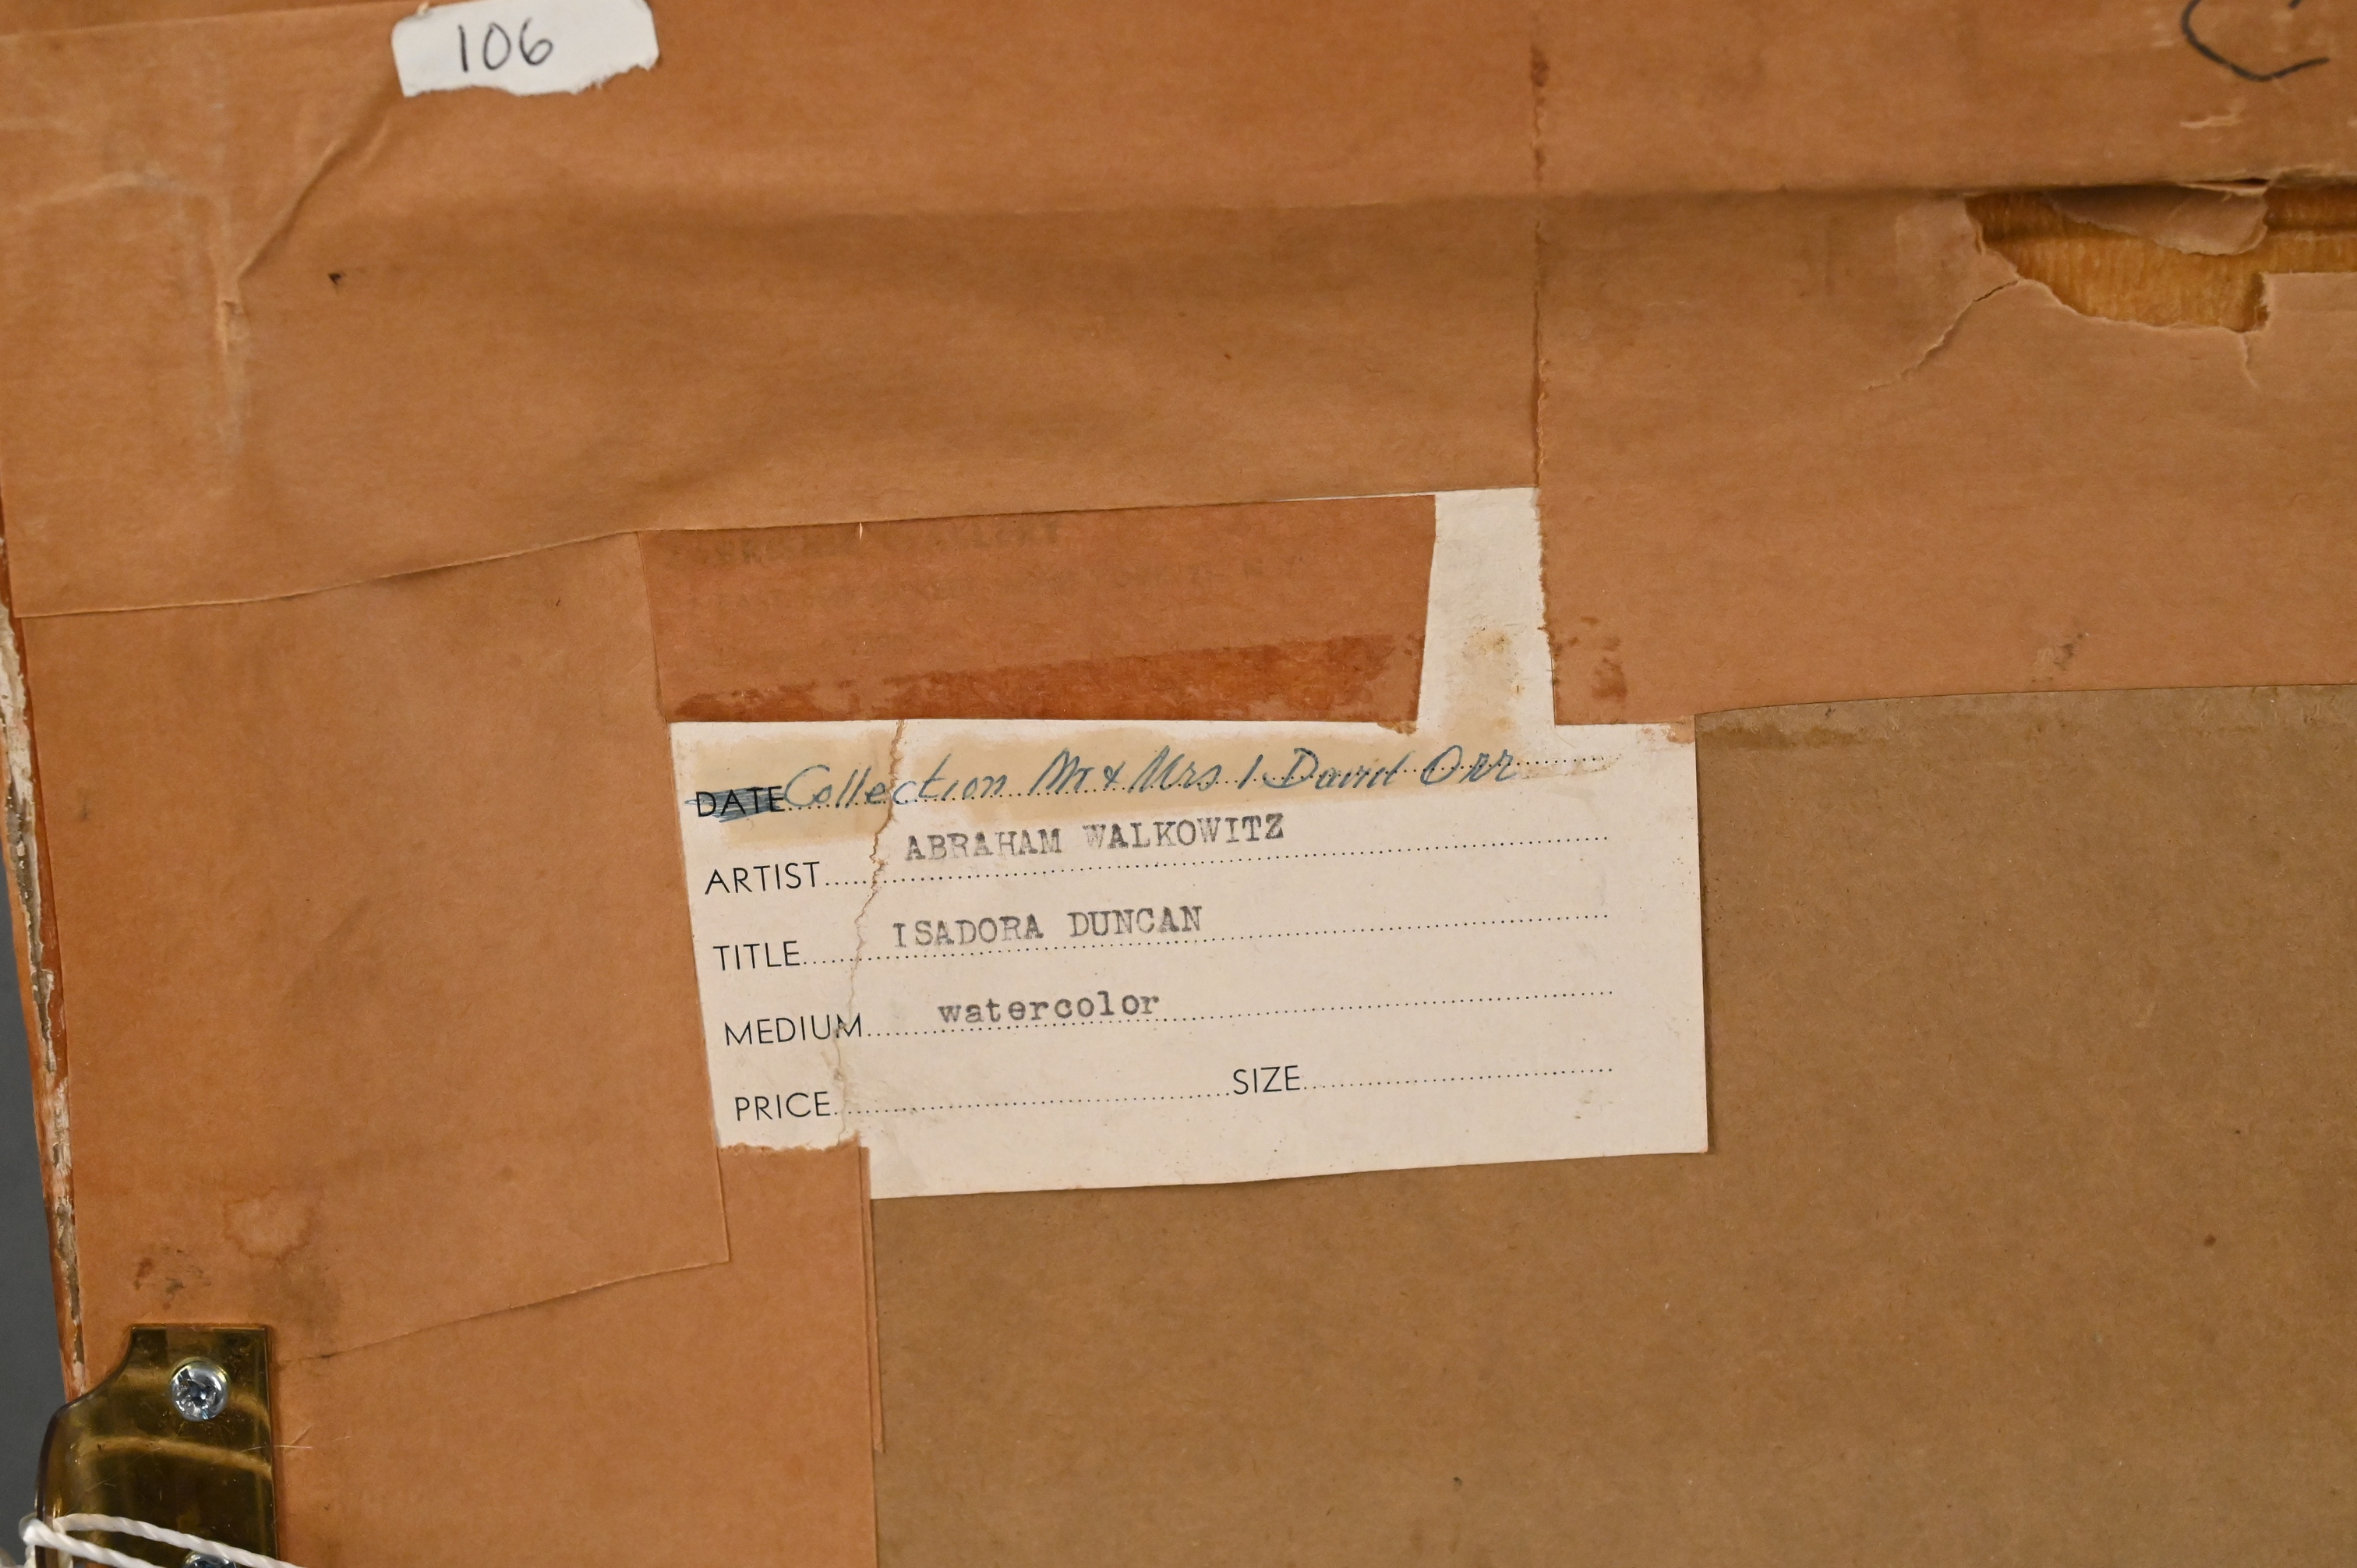 106
DATE Collection Mr & Mrs I David Orr
ARTIST ABRAHAM WALKOWITZ
TITLE ISADORA DUNCAN
MEDIUM watercolor
PRICE SIZE